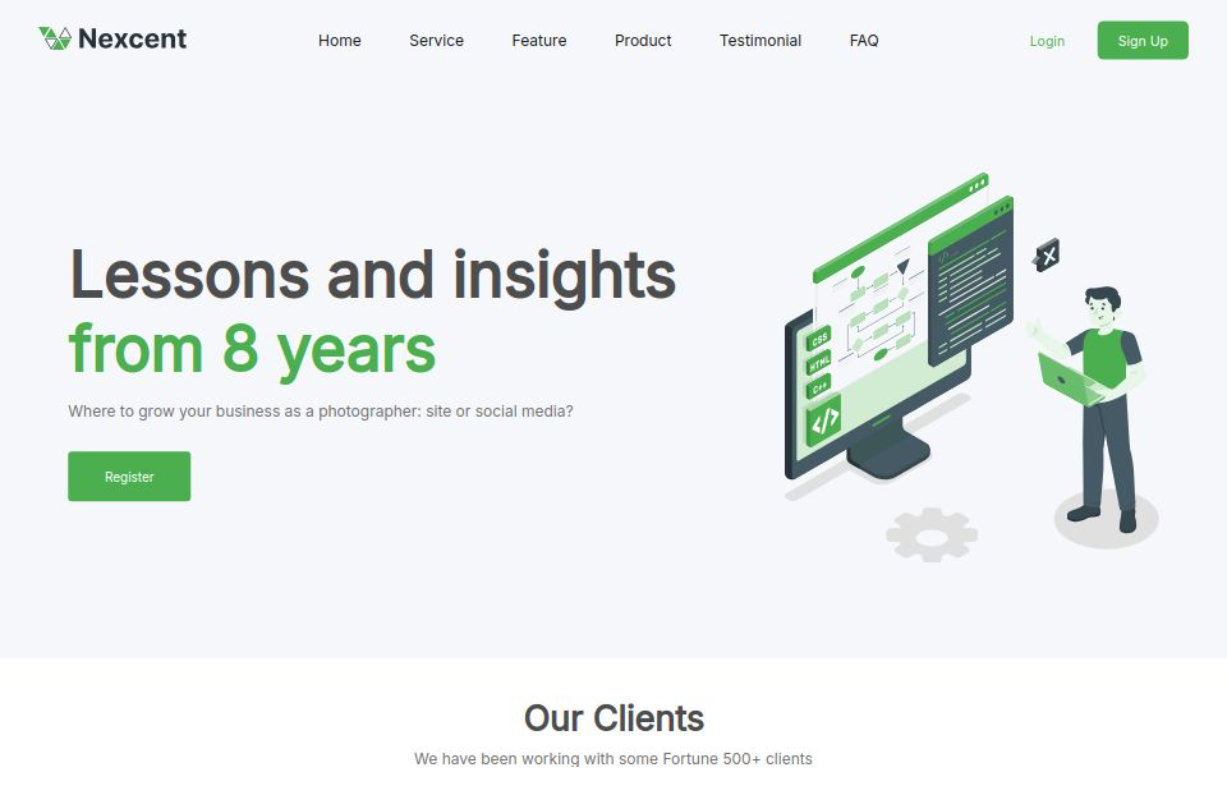 Nexcent
Home Service Feature Product Testimonial FAQ
Login Sign Up
Lessons and insights
from 8 years
Where to grow your business as a photographer: site or social media?
Register
CSS
HTML
C++
</>
Our Clients
We have been working with some Fortune 500+ clients